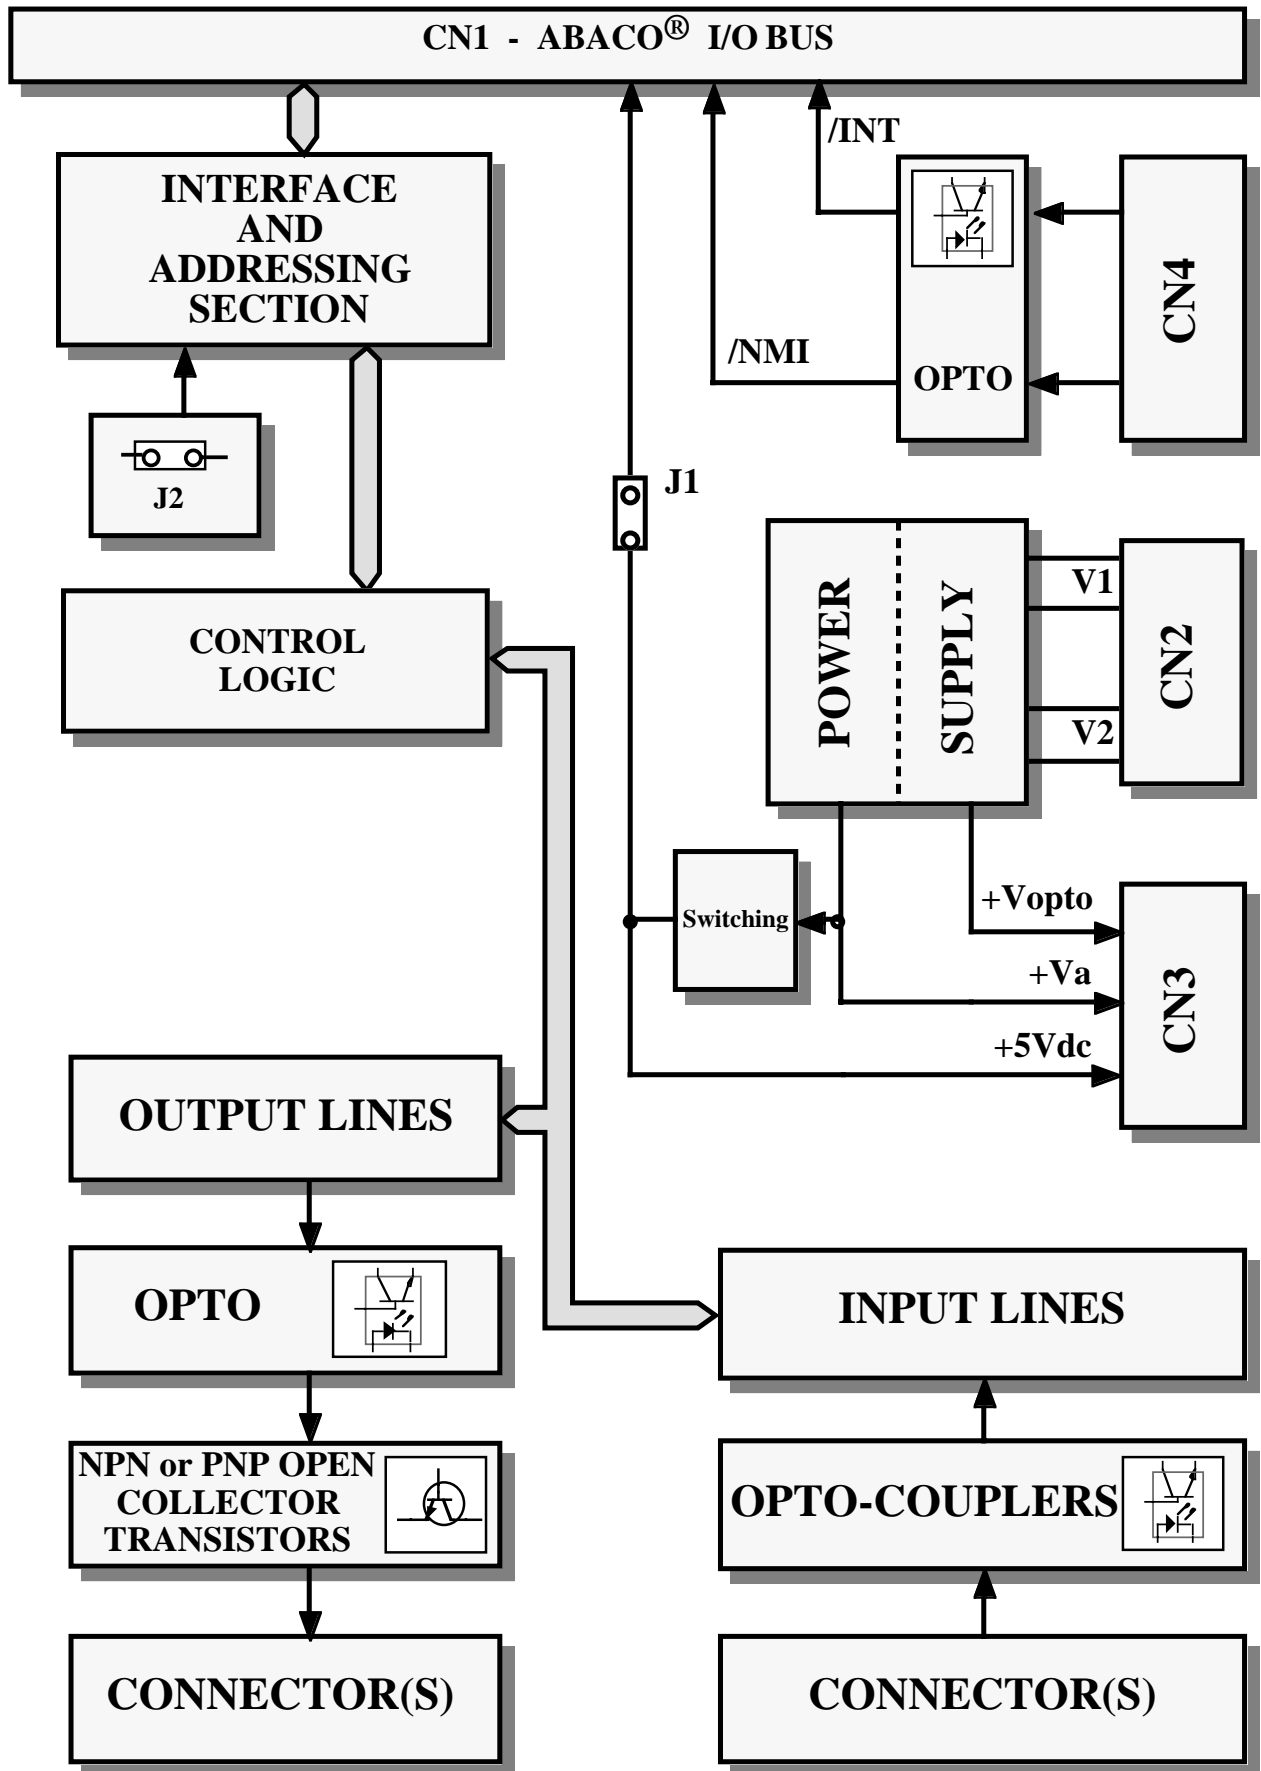 CN1 - ABACO® I/O BUS
/INT
INTERFACE
AND
ADDRESSING
SECTION
CN4
/NMI
OPTO
J2
J1
POWER
SUPPLY
V1
V2
CN2
CONTROL
LOGIC
Switching
+Vopto
+Va
+5Vdc
CN3
OUTPUT LINES
OPTO
INPUT LINES
NPN or PNP OPEN
COLLECTOR
TRANSISTORS
OPTO-COUPLERS
CONNECTOR(S)
CONNECTOR(S)